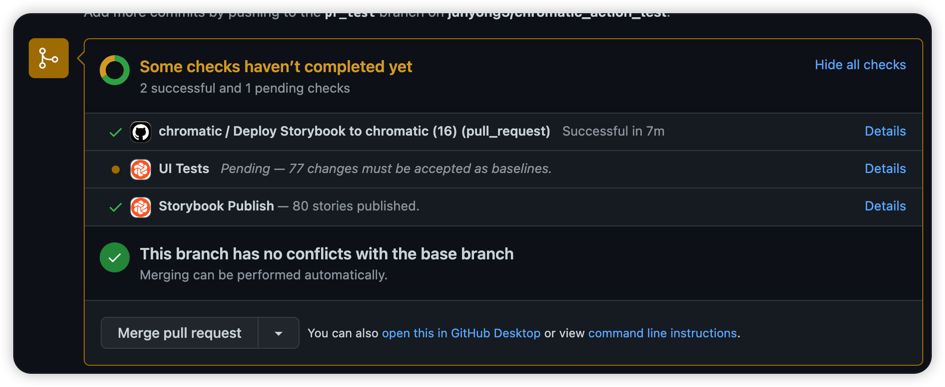 Add more commits by pushing to the pr_test branch on junyong5/chromatic_action_test.
Some checks haven’t completed yet
Hide all checks
2 successful and 1 pending checks
chromatic / Deploy Storybook to chromatic (16) (pull_request) Successful in 7m Details
UI Tests Pending — 77 changes must be accepted as baselines. Details
Storybook Publish — 80 stories published. Details
This branch has no conflicts with the base branch
Merging can be performed automatically.
Merge pull request You can also open this in GitHub Desktop or view command line instructions.